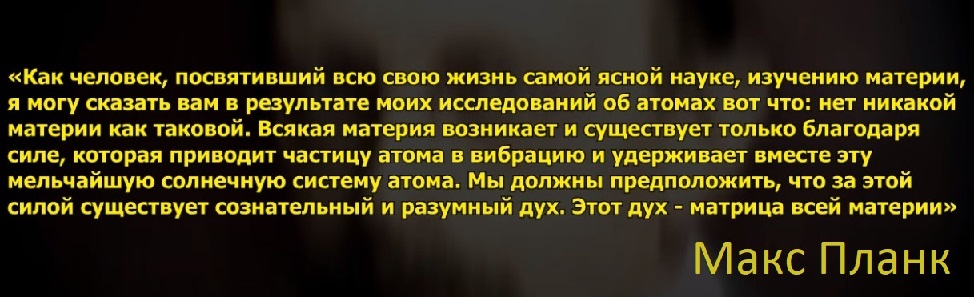 «Как человек, посвятивший всю свою жизнь самой ясной науке, изучению материи,
я могу сказать вам в результате моих исследований об атомах вот что: нет никакой
материи как таковой. Всякая материя возникает и существует только благодаря
силе, которая приводит частицу атома в вибрацию и удерживает вместе эту
мельчайшую солнечную систему атома. Мы должны предположить, что за этой
силой существует сознательный и разумный дух. Этот дух - матрица всей материи»
Макс Планк